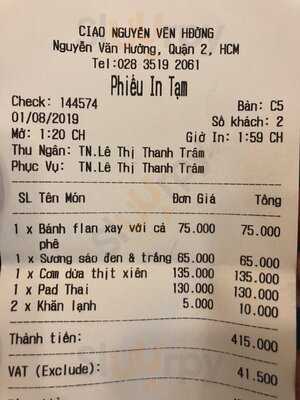 CIAO NGUYỄN VĂN HƯỞNG
Nguyễn Văn Hưởng, Quận 2, HCM
Tel:028 3519 2061
Phiếu In Tạm
Check: 144574 Bàn: C5
01/08/2019 Số khách: 2
Mở: 1:20 CH Giờ In: 1:59 CH
Thu Ngân: TN.Lê Thị Thanh Trâm
Phục Vụ: TN.Lê Thị Thanh Trâm
SL Tên Món Đơn Giá Tổng
1 x Bánh flan xay với cà phê 75.000 75.000
1 x Sương sáo đen & trắng 65.000 65.000
1 x Cơm dừa thịt xiên 135.000 135.000
1 x Pad Thai 130.000 130.000
2 x Khăn lạnh 5.000 10.000
Thành tiền: 415.000
VAT (Exclude): 41.500